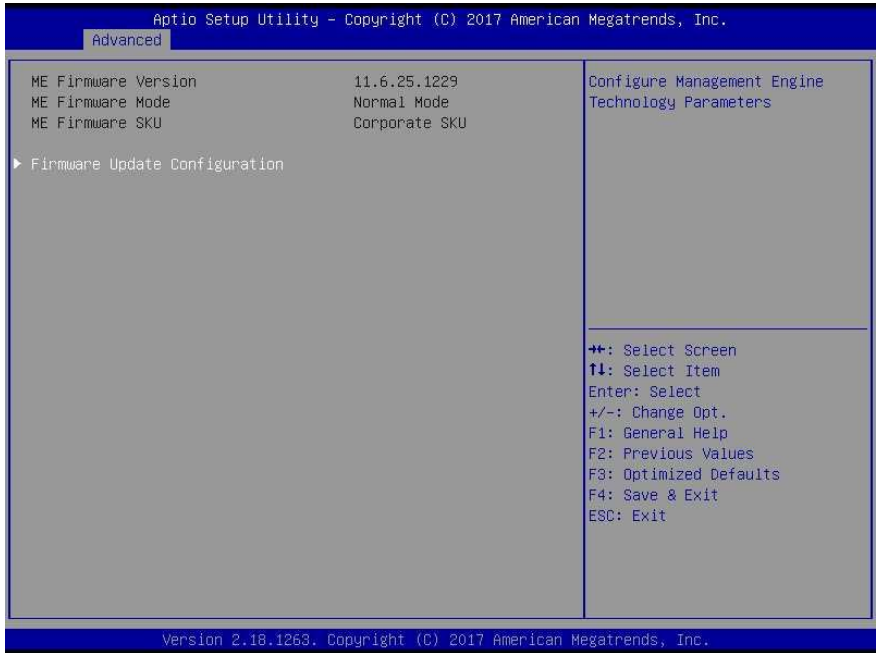 Aptio Setup Utility – Copyright (C) 2017 American Megatrends, Inc.
Advanced
ME Firmware Version 11.6.25.1229
ME Firmware Mode Normal Mode
ME Firmware SKU Corporate SKU
▶ Firmware Update Configuration
Configure Management Engine
Technology Parameters
→←: Select Screen
↑↓: Select Item
Enter: Select
+/-: Change Opt.
F1: General Help
F2: Previous Values
F3: Optimized Defaults
F4: Save & Exit
ESC: Exit
Version 2.18.1263. Copyright (C) 2017 American Megatrends, Inc.